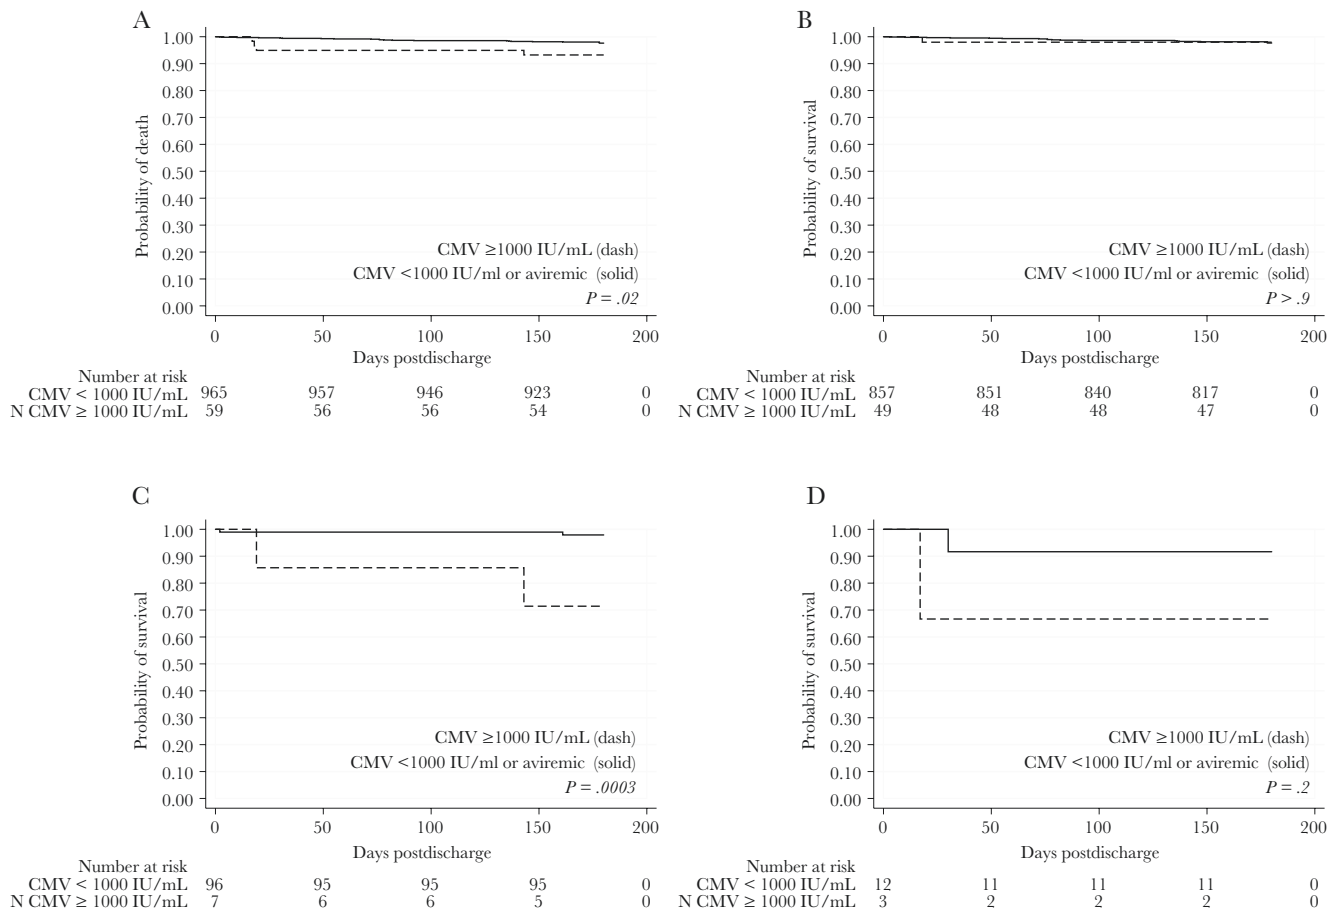 A
1.00
0.90
0.80
0.70
0.60
0.50
0.40
0.30
0.20
0.10
0.00
Probability of death
CMV ≥1000 IU/mL (dash)
CMV <1000 IU/ml or aviremic (solid)
P = .02
0 50 100 150 200
Days postdischarge
Number at risk
CMV < 1000 IU/mL 965 957 946 923 0
N CMV ≥ 1000 IU/mL 59 56 56 54 0
B
1.00
0.90
0.80
0.70
0.60
0.50
0.40
0.30
0.20
0.10
0.00
Probability of survival
CMV ≥1000 IU/mL (dash)
CMV <1000 IU/ml or aviremic (solid)
P > .9
0 50 100 150 200
Days postdischarge
Number at risk
CMV < 1000 IU/mL 857 851 840 817 0
N CMV ≥ 1000 IU/mL 49 48 48 47 0
C
1.00
0.90
0.80
0.70
0.60
0.50
0.40
0.30
0.20
0.10
0.00
Probability of survival
CMV ≥1000 IU/mL (dash)
CMV <1000 IU/ml or aviremic (solid)
P = .0003
0 50 100 150 200
Days postdischarge
Number at risk
CMV < 1000 IU/mL 96 95 95 95 0
N CMV ≥ 1000 IU/mL 7 6 6 5 0
D
1.00
0.90
0.80
0.70
0.60
0.50
0.40
0.30
0.20
0.10
0.00
Probability of survival
CMV ≥1000 IU/mL (dash)
CMV <1000 IU/ml or aviremic (solid)
P = .2
0 50 100 150 200
Days postdischarge
Number at risk
CMV < 1000 IU/mL 12 11 11 11 0
N CMV ≥ 1000 IU/mL 3 2 2 2 0